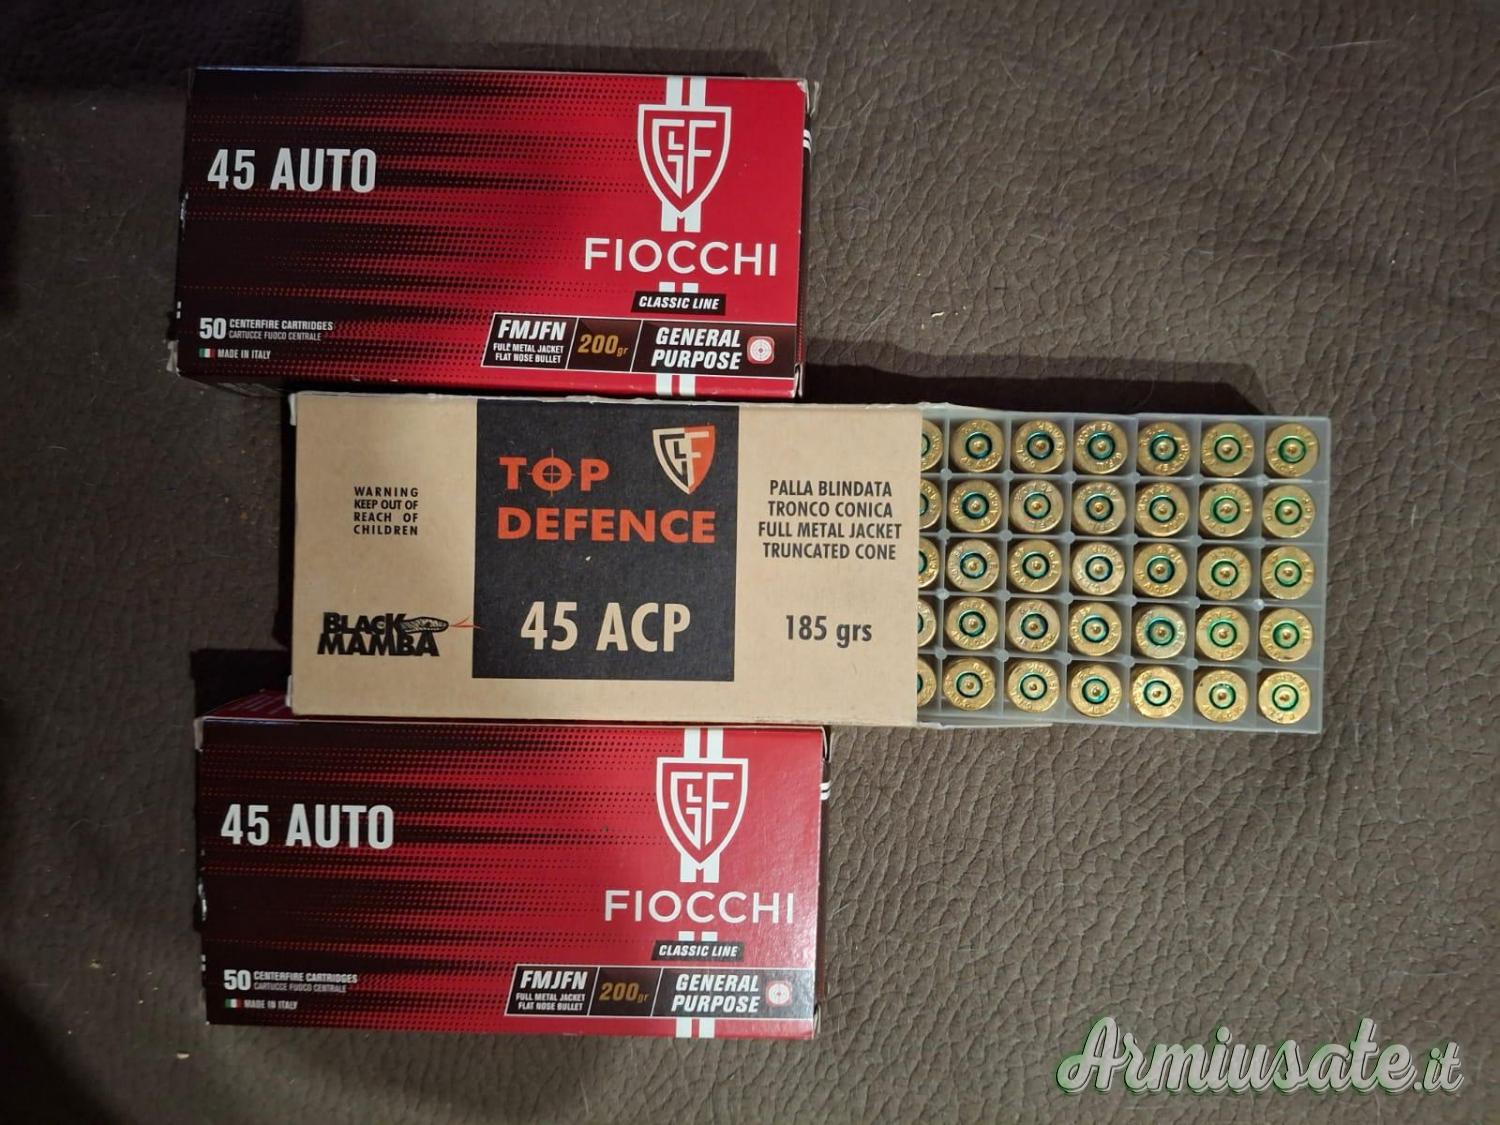 45 AUTO
GLF
FIOCCHI
CLASSIC LINE
50 CENTERFIRE CARTRIDGES
CARTUCCE FUOCO CENTRALE
MADE IN ITALY
FMJFN
FULL METAL JACKET
FLAT NOSE BULLET
200gr
GENERAL
PURPOSE
WARNING
KEEP OUT OF
REACH OF
CHILDREN
BLACK
MAMBA
TOP
DEFENCE
45 ACP
PALLA BLINDATA
TRONCO CONICA
FULL METAL JACKET
TRUNCATED CONE
185 grs
45 AUTO
GLF
FIOCCHI
CLASSIC LINE
50 CENTERFIRE CARTRIDGES
CARTUCCE FUOCO CENTRALE
MADE IN ITALY
FMJFN
FULL METAL JACKET
FLAT NOSE BULLET
200gr
GENERAL
PURPOSE
Armiusate.it